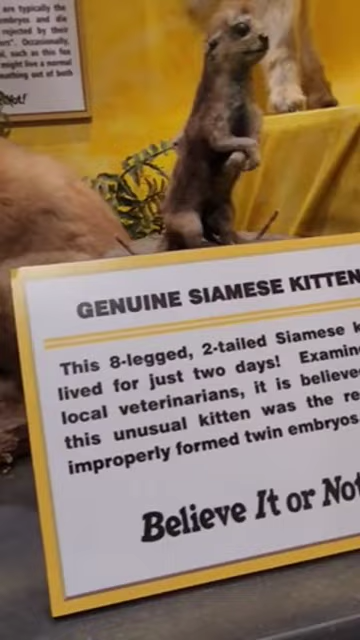 are typically the
embryos and die
rejected by their
Occasionally,
such as this fox
might live a normal
out of both
GENUINE SIAMESE KITTEN
This 8-legged, 2-tailed Siamese k
lived for just two days! Examine
local veterinarians, it is believe
this unusual kitten was the re
improperly formed twin embryos
Believe It or Not